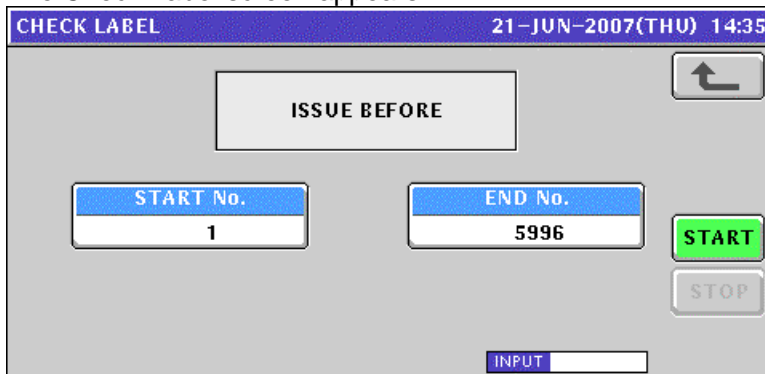 CHECK LABEL 21-JUN-2007(THU) 14:35
ISSUE BEFORE
START No. END No.
1 5996
START
STOP
INPUT